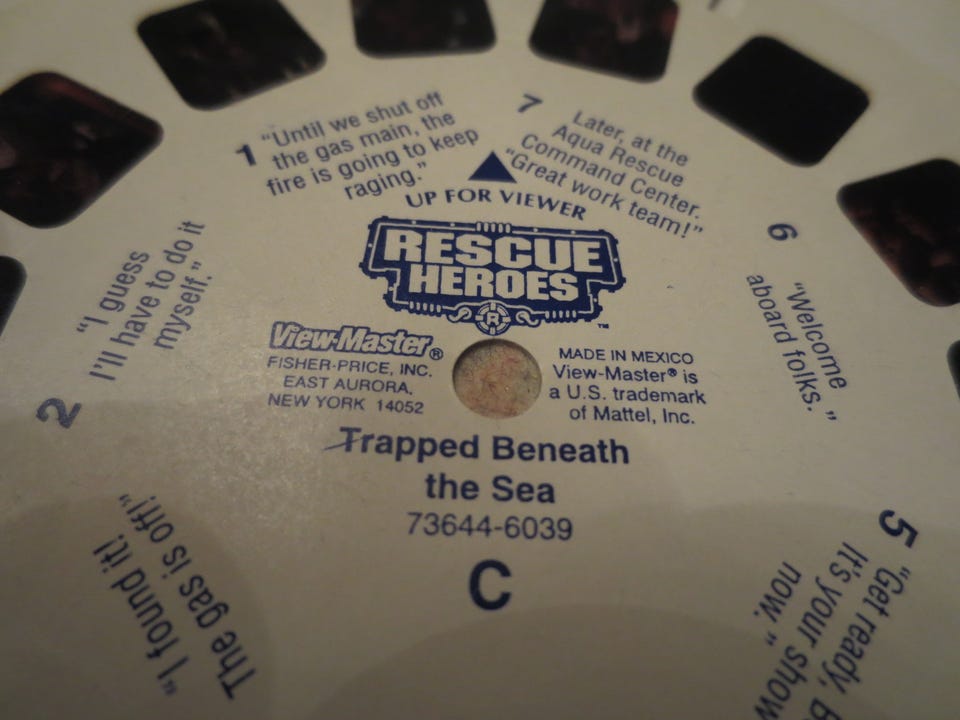 1 "Until we shut off
the gas main, the
fire is going to keep
raging."
7 Later, at the
Aqua Rescue
Command Center.
"Great work team!"
UP FOR VIEWER
RESCUE
HEROES
R
™
2 "I guess
I'll have to do it
myself."
6 "Welcome
aboard folks."
View-Master®
FISHER-PRICE, INC.
EAST AURORA,
NEW YORK 14052
MADE IN MEXICO
View-Master® is
a U.S. trademark
of Mattel, Inc.
Trapped Beneath
the Sea
73644-6039
C
"I found it!
The gas is off!"
5 "Get ready,
It's your show
now."